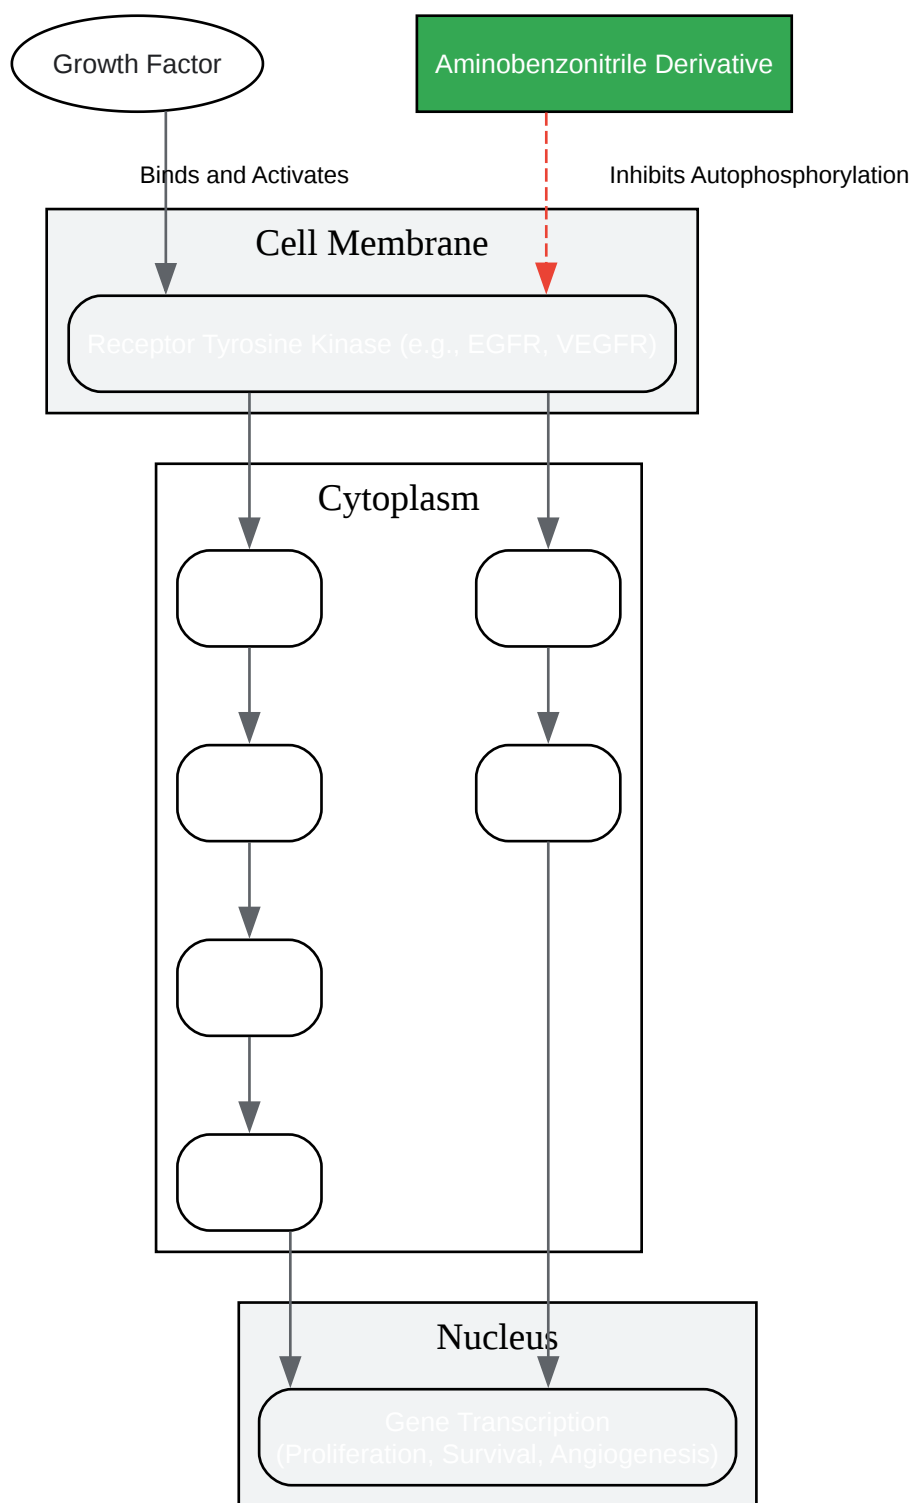 Growth Factor
Aminobenzonitrile Derivative
Binds and Activates
Inhibits Autophosphorylation
Cell Membrane
Receptor Tyrosine Kinase (e.g., EGFR, VEGFR)
Cytoplasm
Nucleus
Gene Transcription
(Proliferation, Survival, Angiogenesis)